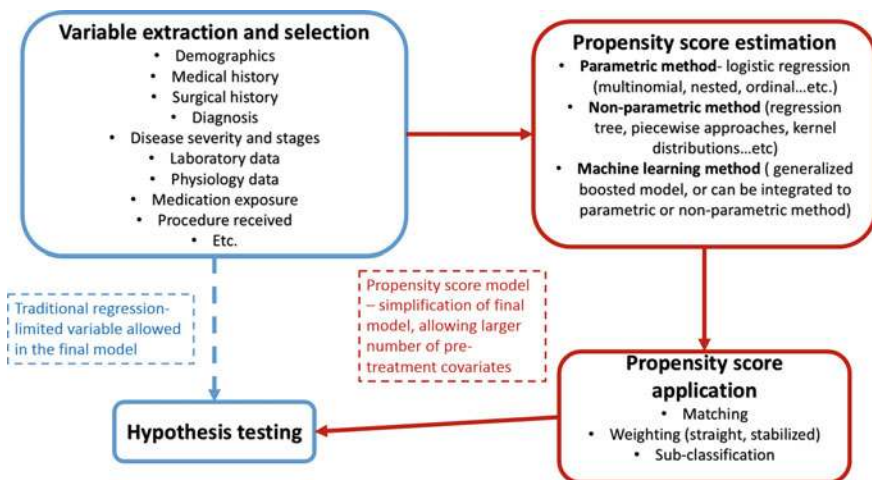 Variable extraction and selection
• Demographics
• Medical history
• Surgical history
• Diagnosis
• Disease severity and stages
• Laboratory data
• Physiology data
• Medication exposure
• Procedure received
• Etc.
Propensity score estimation
• Parametric method- logistic regression
(multinomial, nested, ordinal...etc.)
• Non-parametric method (regression
tree, piecewise approaches, kernel
distributions...etc)
• Machine learning method ( generalized
boosted model, or can be integrated to
parametric or non-parametric method)
Traditional regression-
limited variable allowed
in the final model
Propensity score model
– simplification of final
model, allowing larger
number of pre-
treatment covariates
Propensity score
application
• Matching
• Weighting (straight, stabilized)
• Sub-classification
Hypothesis testing